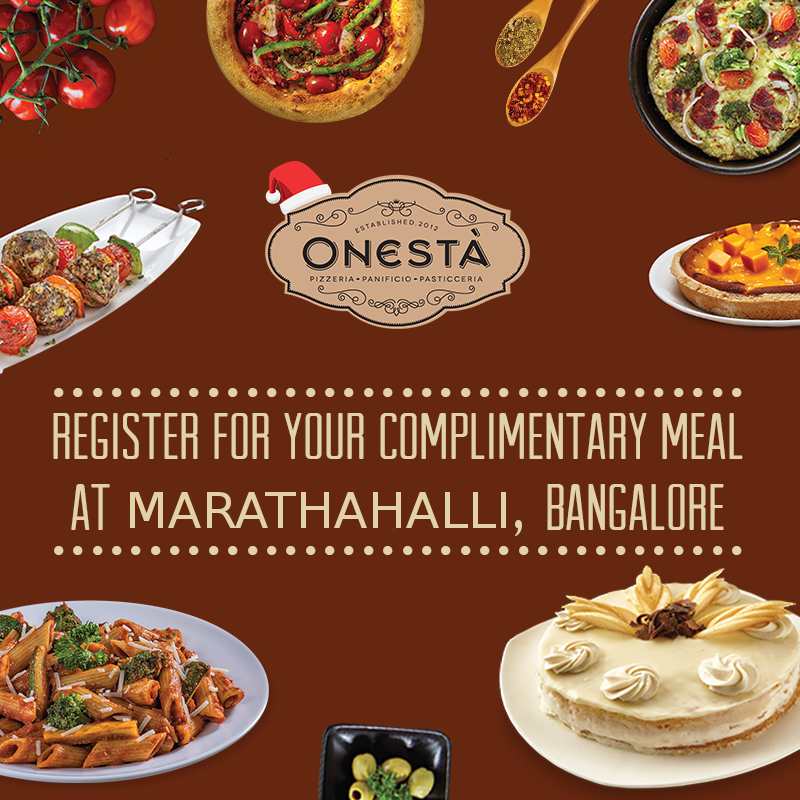 ESTABLISHED.2012
ONESTÀ
PIZZERIA • PANIFICIO • PASTICCERIA
REGISTER FOR YOUR COMPLIMENTARY MEAL
AT MARATHAHALLI, BANGALORE